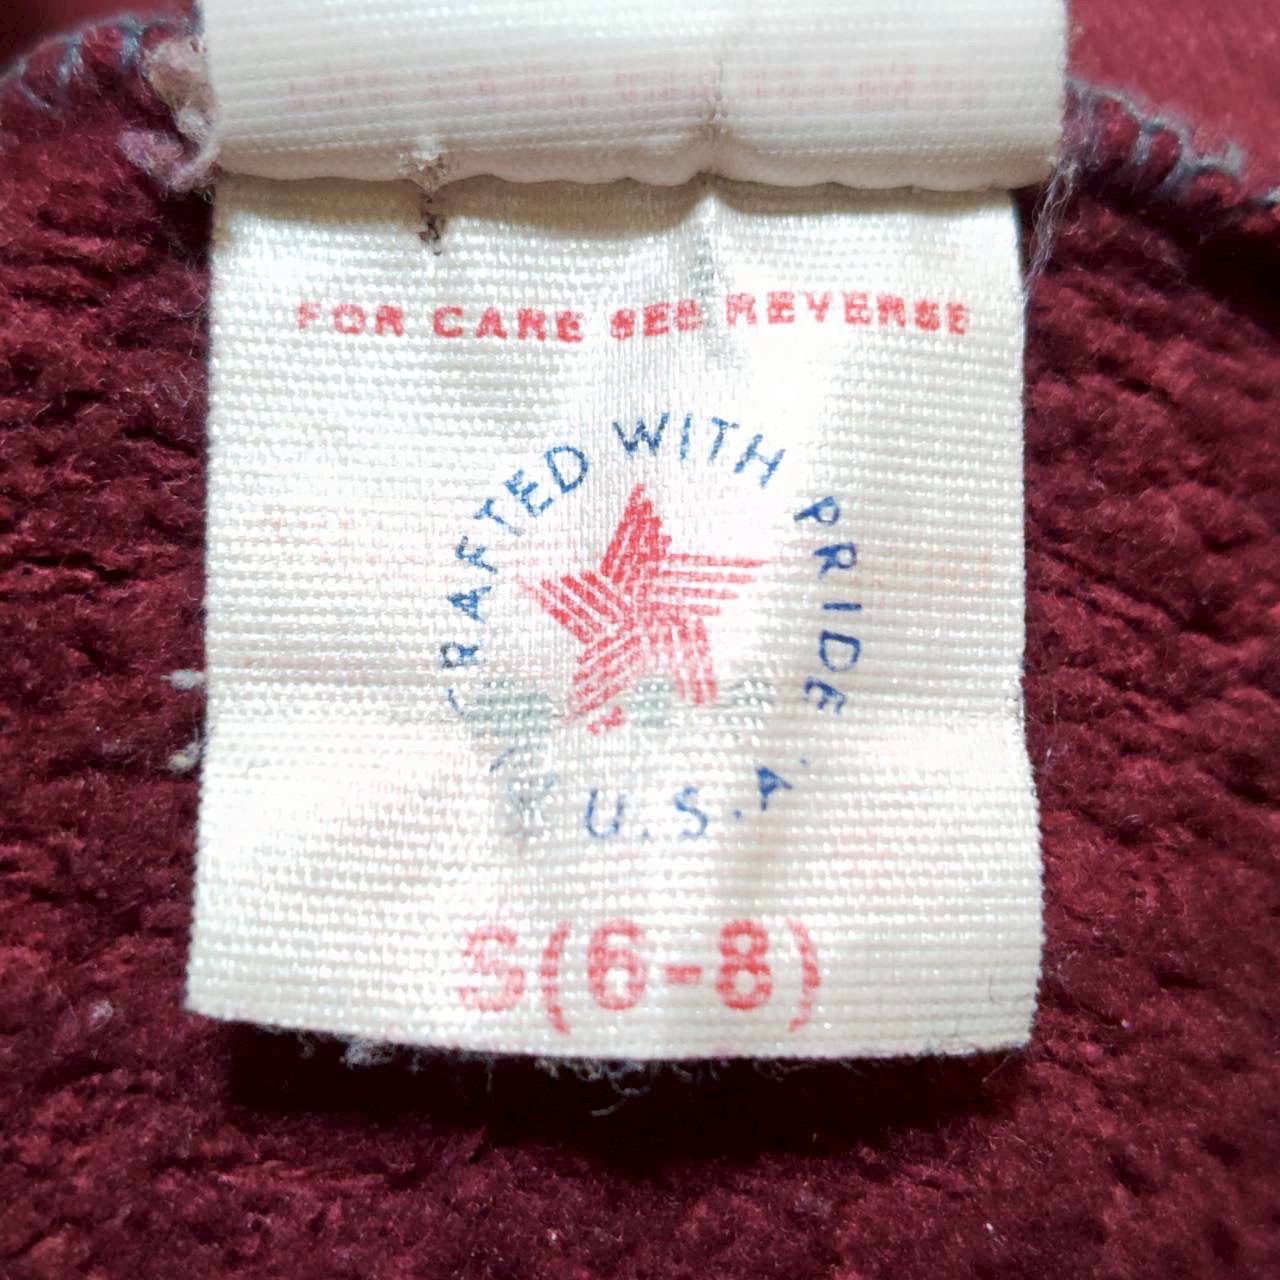 FOR CARE SEE REVERSE
CRAFTED WITH PRIDE
U.S.A
S(6-8)